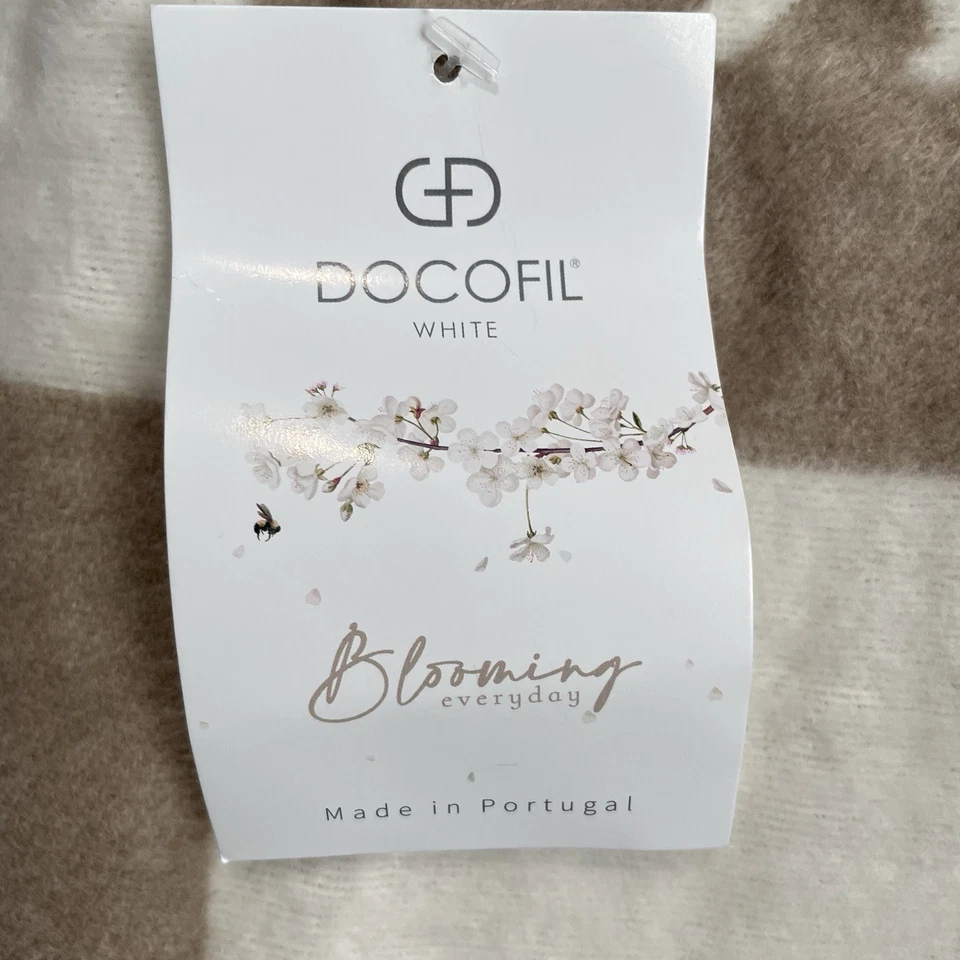 DOCOFIL®
WHITE
Blooming
everyday
Made in Portugal